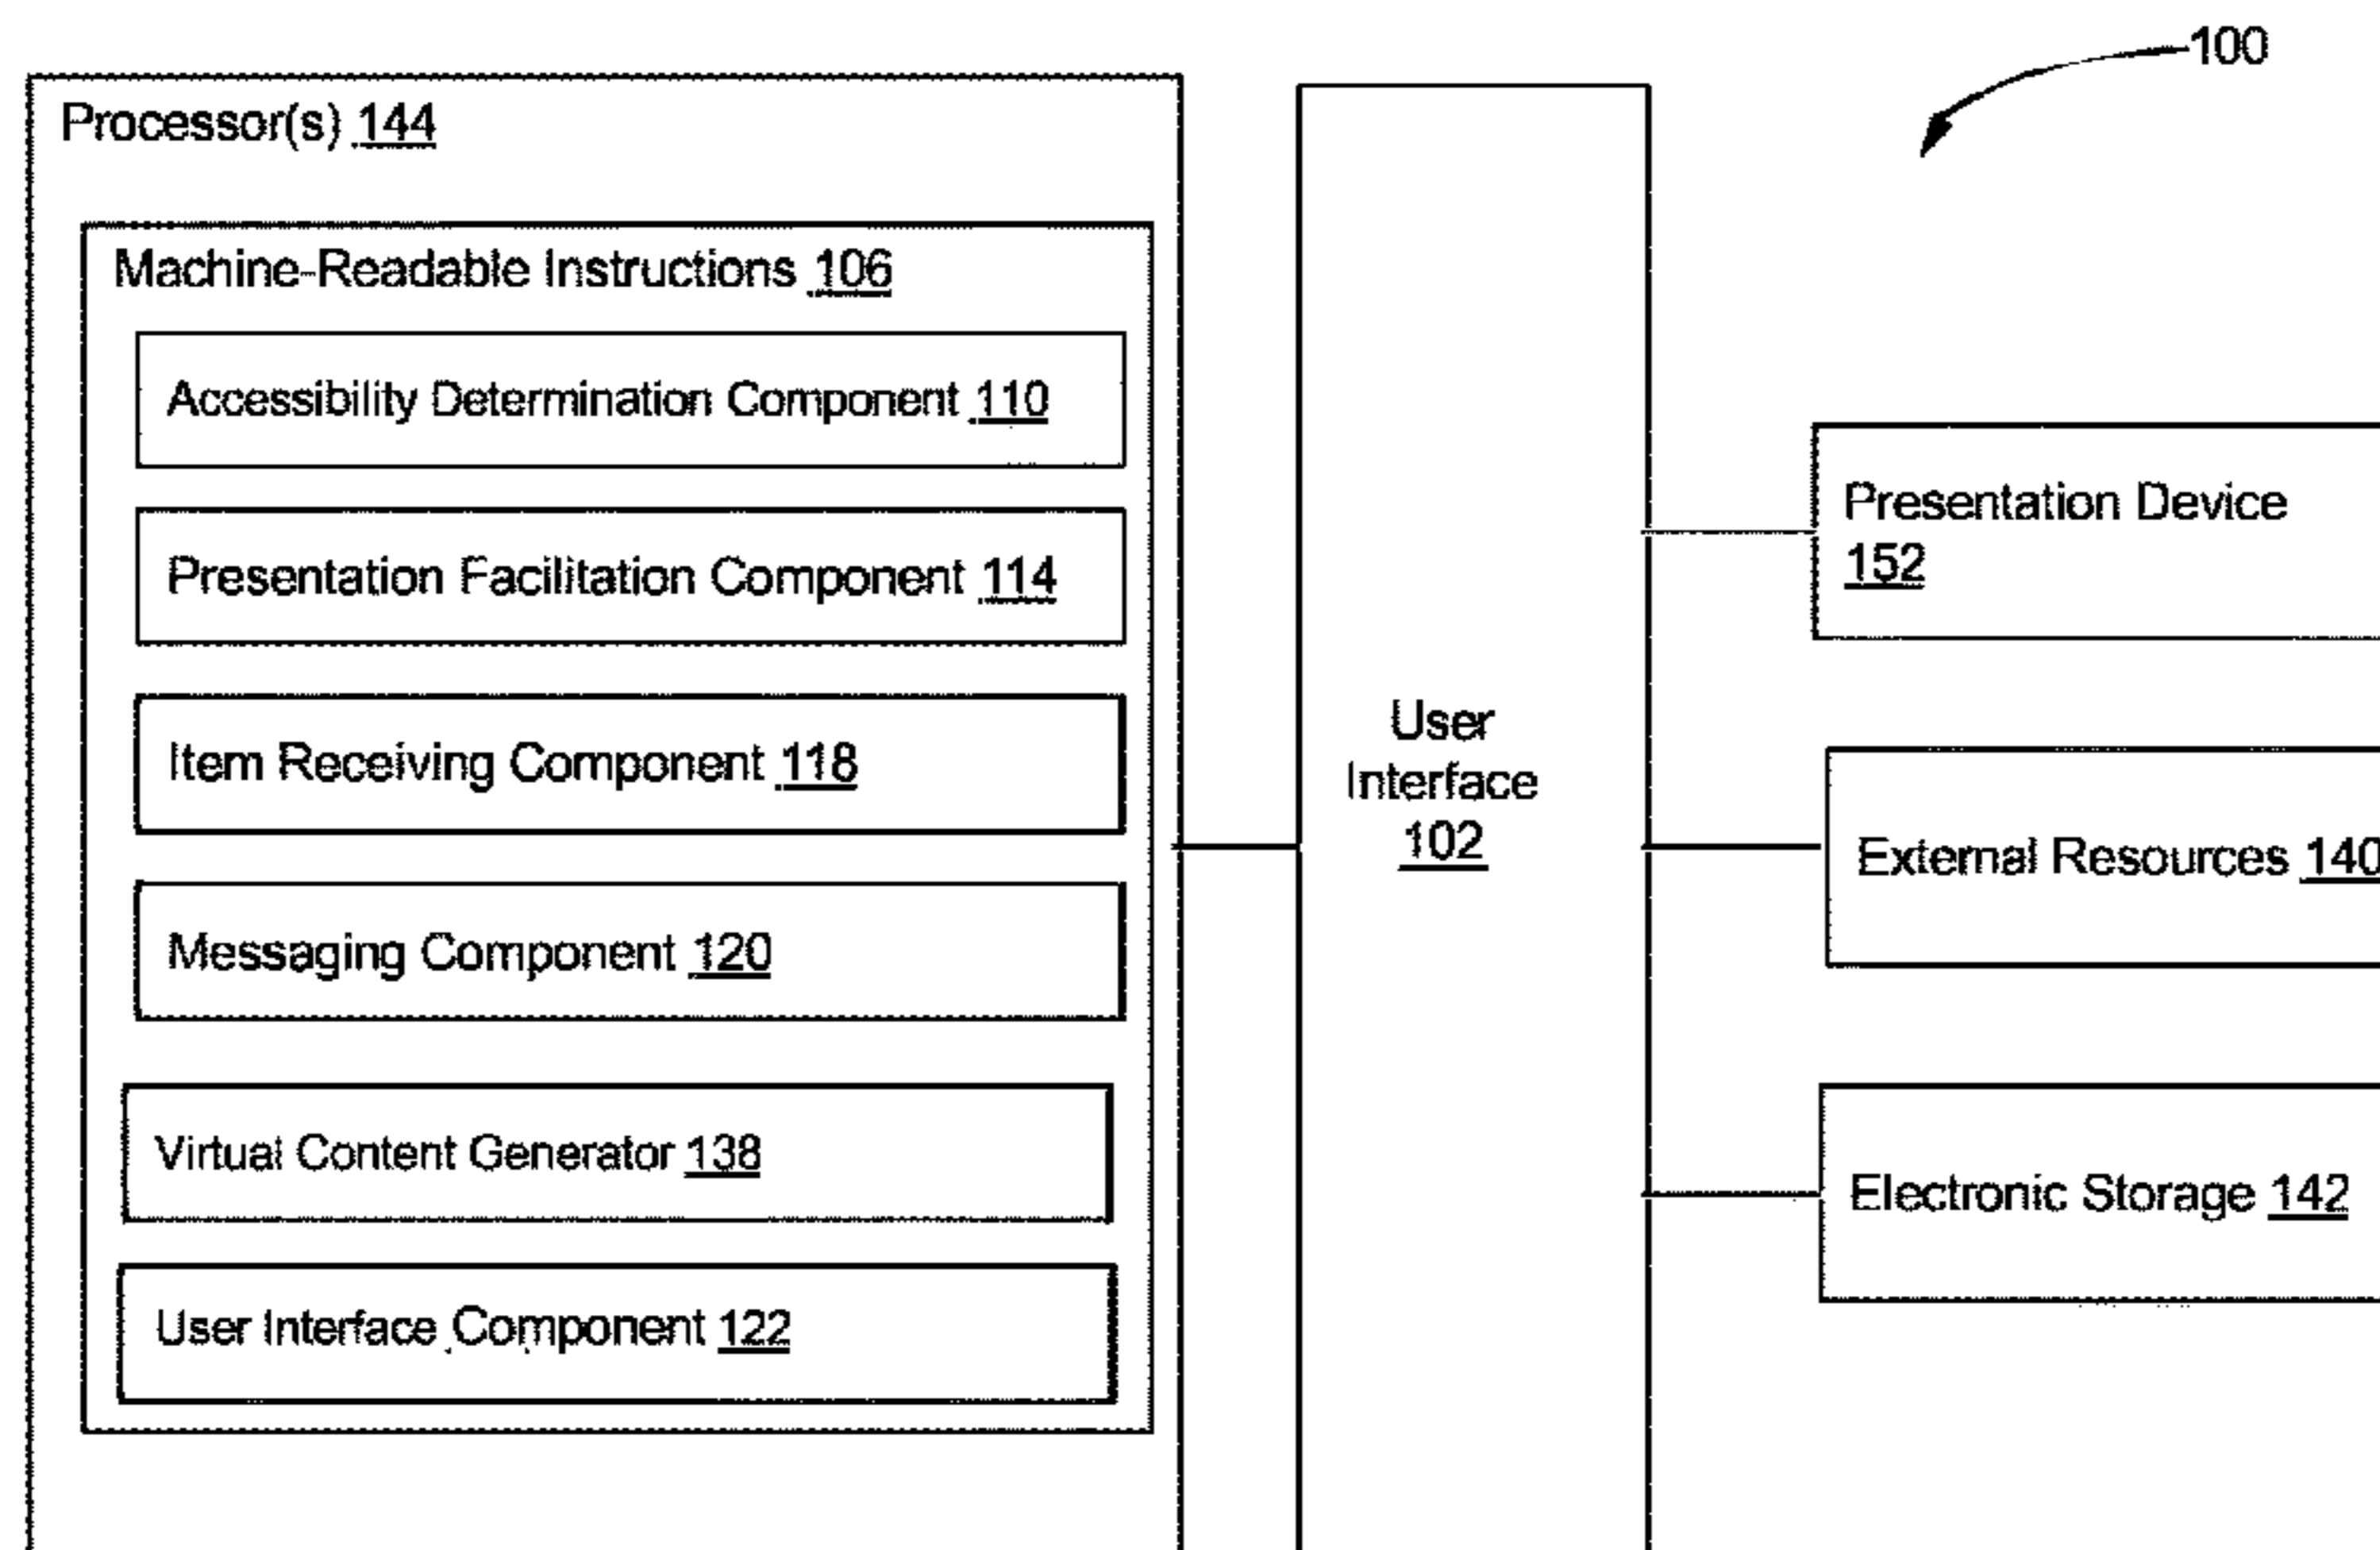 100
Processor(s) 144
Machine-Readable Instructions 106
Accessibility Determination Component 110
Presentation Facilitation Component 114
Item Receiving Component 118
Messaging Component 120
Virtual Content Generator 138
User Interface Component 122
User
Interface
102
Presentation Device
152
External Resources 140
Electronic Storage 142